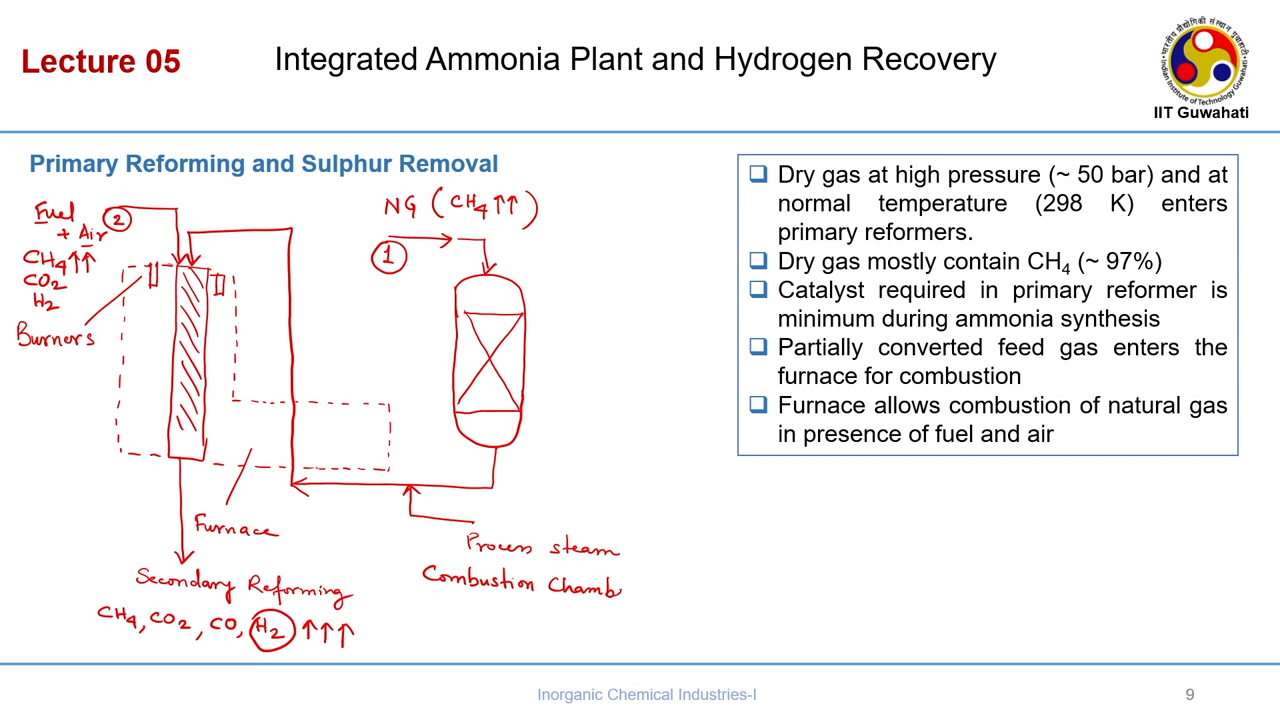 Lecture 05
Integrated Ammonia Plant and Hydrogen Recovery
IIT Guwahati
Primary Reforming and Sulphur Removal
Fuel
+ Air
②
CH₄↑↑
CO₂
H₂
Burners
NG (CH₄↑↑)
①
Furnace
Process steam
Combustion Chamb
Secondary Reforming
CH₄, CO₂, CO, H₂ ↑↑↑
❑ Dry gas at high pressure (~ 50 bar) and at
normal temperature (298 K) enters
primary reformers.
❑ Dry gas mostly contain CH₄ (~ 97%)
❑ Catalyst required in primary reformer is
minimum during ammonia synthesis
❑ Partially converted feed gas enters the
furnace for combustion
❑ Furnace allows combustion of natural gas
in presence of fuel and air
Inorganic Chemical Industries-I
9